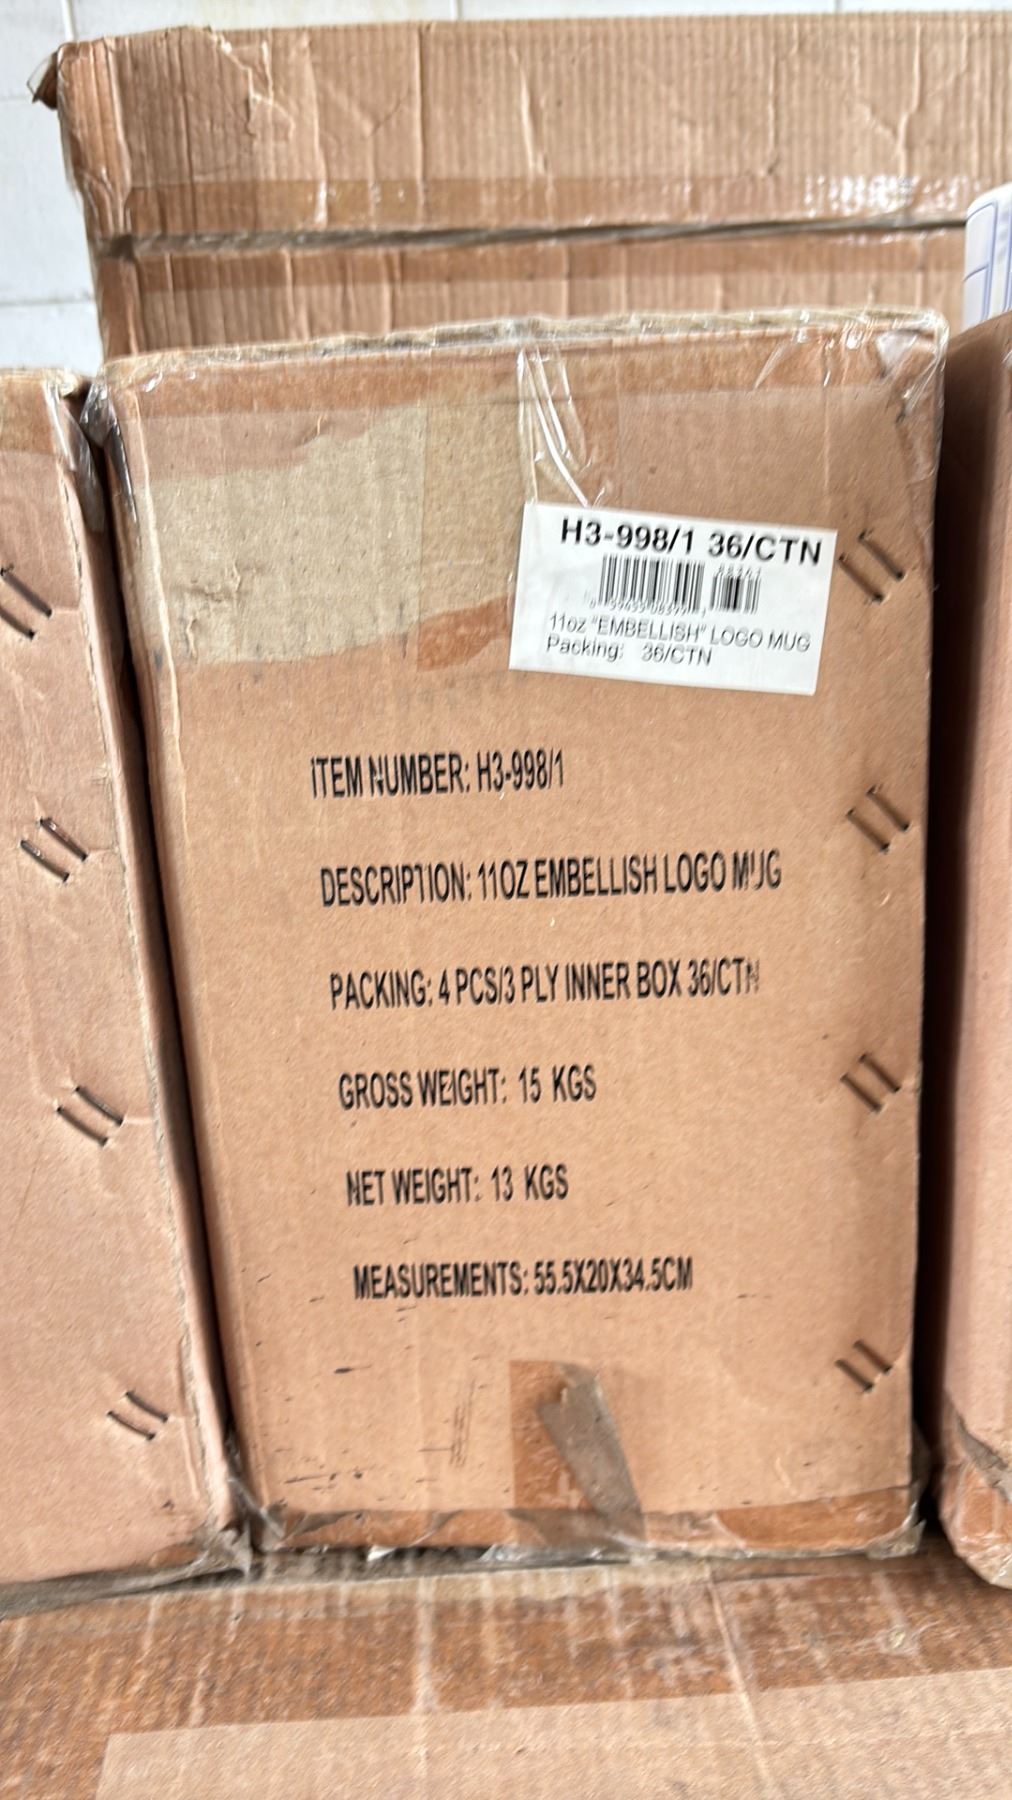 H3-998/1 36/CTN
11oz "EMBELLISH" LOGO MUG
Packing: 36/CTN
ITEM NUMBER: H3-998/1
DESCRIPTION: 11OZ EMBELLISH LOGO MUG
PACKING: 4 PCS/3 PLY INNER BOX 36/CTN
GROSS WEIGHT: 15 KGS
NET WEIGHT: 13 KGS
MEASUREMENTS: 55.5X20X34.5CM